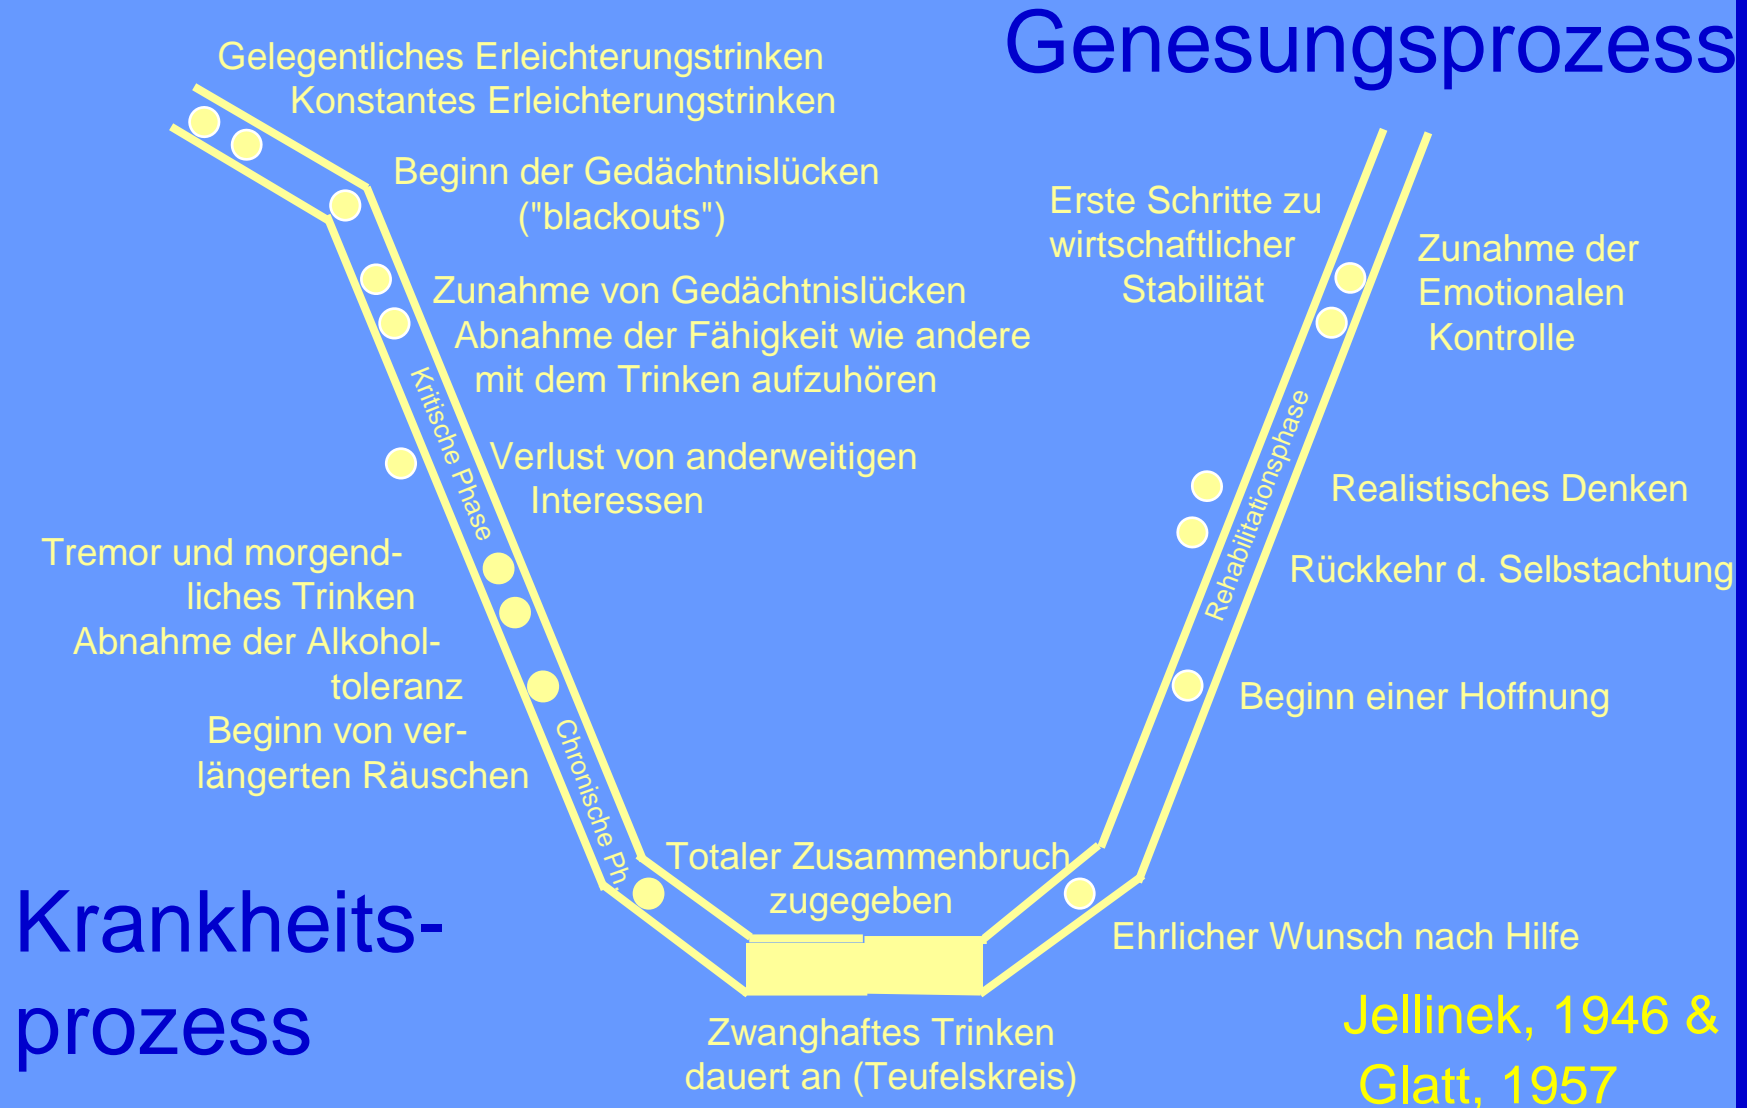 Genesungsprozess
Gelegentliches Erleichterungstrinken
Konstantes Erleichterungstrinken
Beginn der Gedächtnislücken
("blackouts")
Zunahme von Gedächtnislücken
Abnahme der Fähigkeit wie andere
mit dem Trinken aufzuhören
Kritische Phase
Verlust von anderweitigen
Interessen
Tremor und morgend-
liches Trinken
Abnahme der Alkohol-
toleranz
Beginn von ver-
längerten Räuschen
Chronische Ph,
Totaler Zusammenbruch
zugegeben
Krankheits-
prozess
Zwanghaftes Trinken
dauert an (Teufelskreis)
Erste Schritte zu
wirtschaftlicher
Stabilität
Zunahme der
Emotionalen
Kontrolle
Rehabilitationsphase
Realistisches Denken
Rückkehr d. Selbstachtung
Beginn einer Hoffnung
Ehrlicher Wunsch nach Hilfe
Jellinek, 1946 &
Glatt, 1957